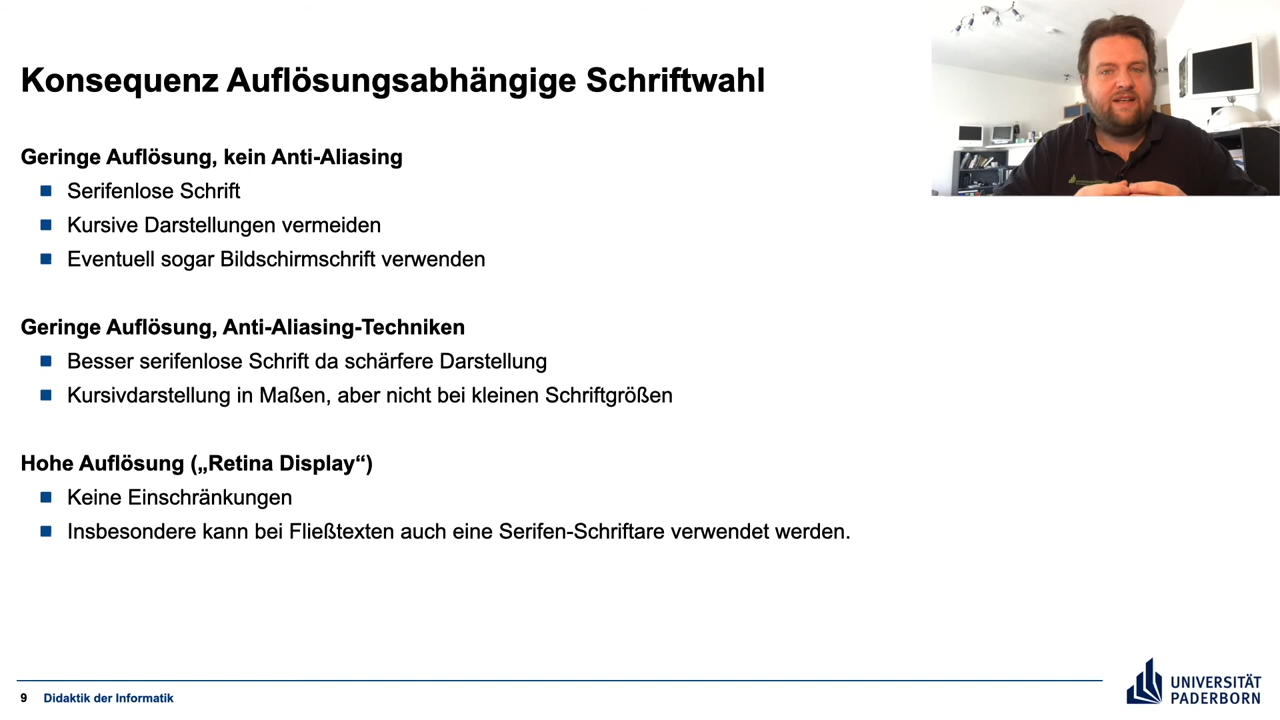 Konsequenz Auflösungsabhängige Schriftwahl
Geringe Auflösung, kein Anti-Aliasing
Serifenlose Schrift
Kursive Darstellungen vermeiden
Eventuell sogar Bildschirmschrift verwenden
Geringe Auflösung, Anti-Aliasing-Techniken
Besser serifenlose Schrift da schärfere Darstellung
Kursivdarstellung in Maßen, aber nicht bei kleinen Schriftgrößen
Hohe Auflösung („Retina Display“)
Keine Einschränkungen
Insbesondere kann bei Fließtexten auch eine Serifen-Schriftare verwendet werden.
9 Didaktik der Informatik
UNIVERSITÄT
PADERBORN